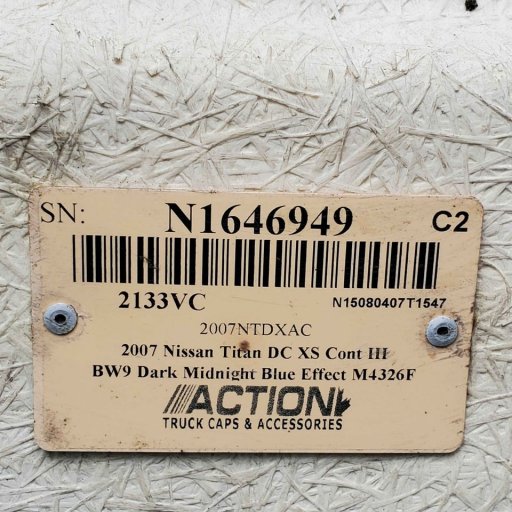 SN: N1646949 C2
2133VC N15080407T1547
2007NTDXAC
2007 Nissan Titan DC XS Cont III
BW9 Dark Midnight Blue Effect M4326F
ACTION
TRUCK CAPS & ACCESSORIES